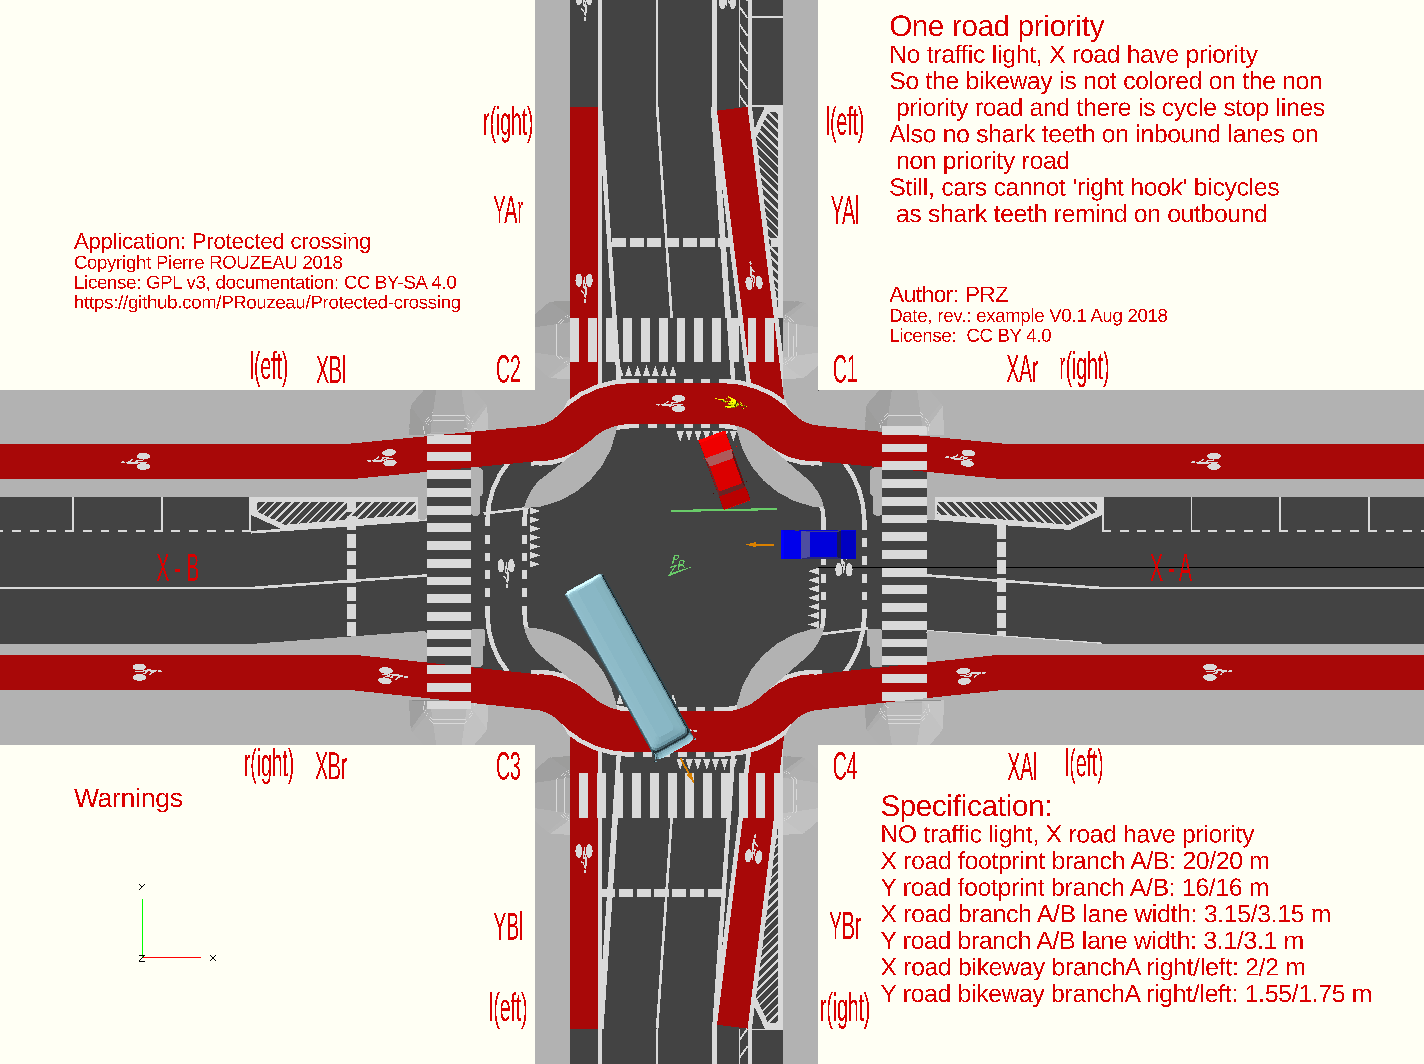 One road priority
No traffic light, X road have priority
So the bikeway is not colored on the non
priority road and there is cycle stop lines
Also no shark teeth on inbound lanes on
non priority road
Still, cars cannot 'right hook' bicycles
as shark teeth remind on outbound
r(ight)
l(eft)
YAr
YAl
Application: Protected crossing
Copyright Pierre ROUZEAU 2018
License: GPL v3, documentation: CC BY-SA 4.0
https://github.com/PRouzeau/Protected-crossing
Author: PRZ
Date, rev.: example V0.1 Aug 2018
License: CC BY 4.0
l(eft) XBl C2 C1 XAr r(ight)
X - B
X - A
r(ight) XBr C3 C4 XAl l(eft)
Warnings
Specification:
NO traffic light, X road have priority
X road footprint branch A/B: 20/20 m
Y road footprint branch A/B: 16/16 m
X road branch A/B lane width: 3.15/3.15 m
Y road branch A/B lane width: 3.1/3.1 m
X road bikeway branchA right/left: 2/2 m
Y road bikeway branchA right/left: 1.55/1.75 m
YBl
YBr
l(eft)
r(ight)
Y
Z
X